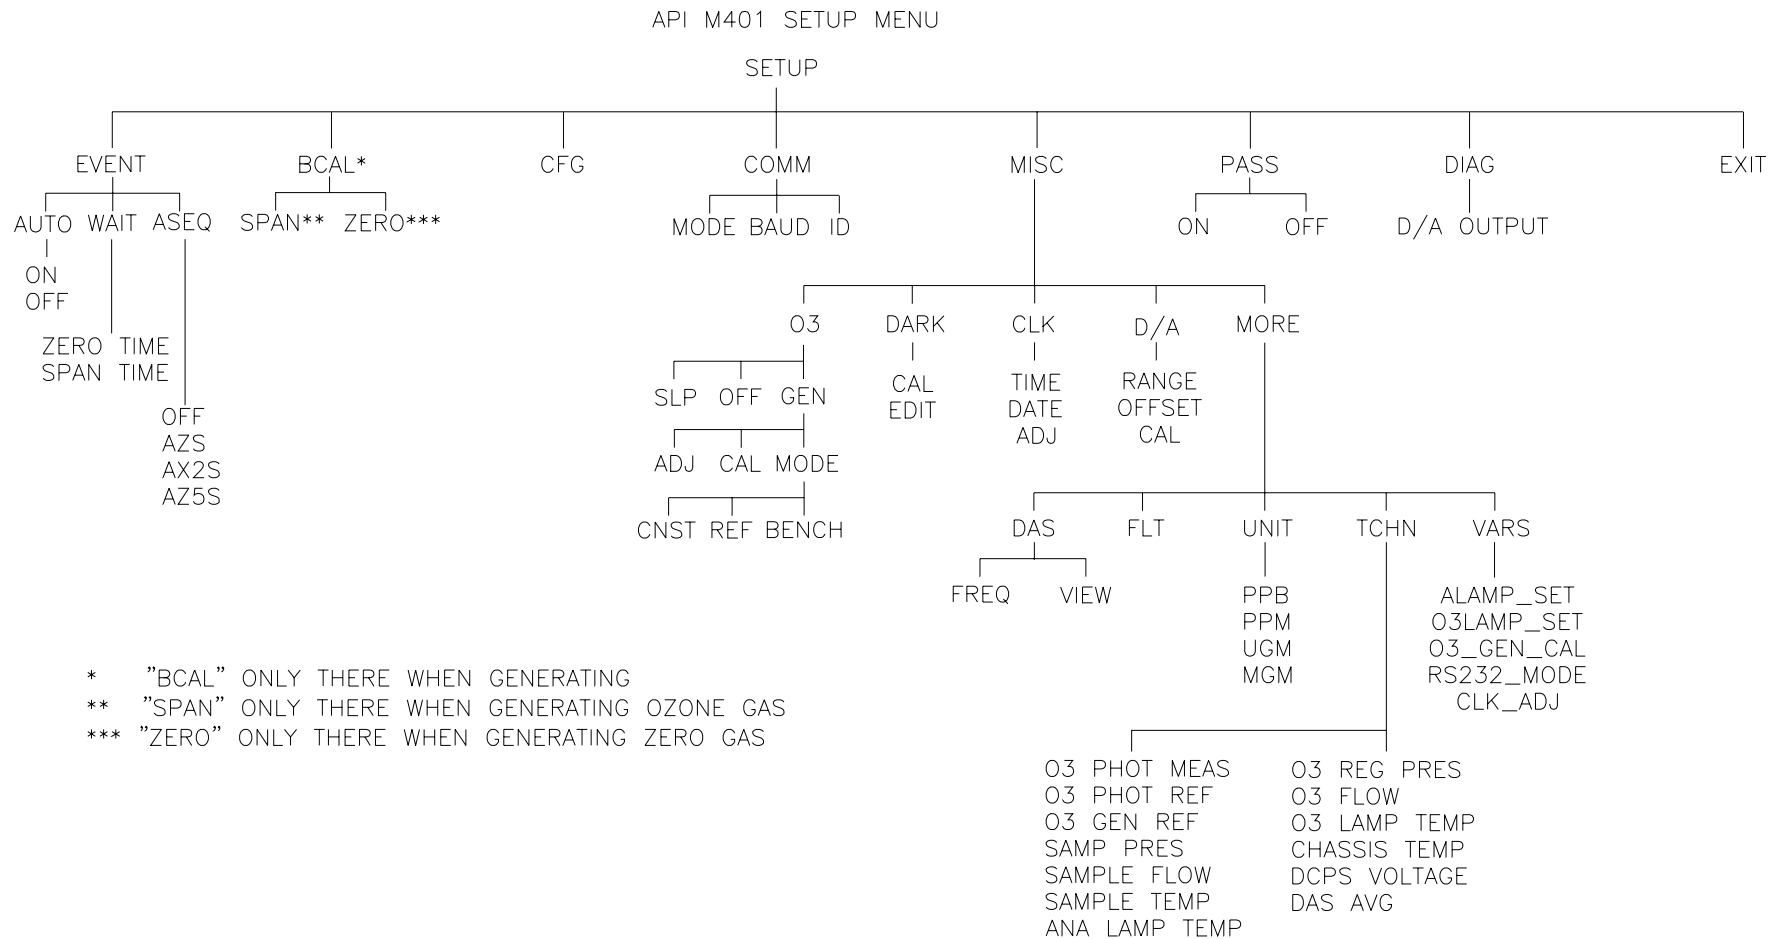 API M401 SETUP MENU
SETUP
EVENT BCAL* CFG COMM MISC PASS DIAG EXIT
AUTO WAIT ASEQ SPAN** ZERO*** MODE BAUD ID ON OFF D/A OUTPUT
ON
OFF
ZERO TIME
SPAN TIME
OFF
AZS
AX2S
AZ5S
O3 DARK CLK D/A MORE
SLP OFF GEN
CAL
EDIT
TIME
DATE
ADJ
RANGE
OFFSET
CAL
ADJ CAL MODE
CNST REF BENCH
DAS FLT UNIT TCHN VARS
FREQ VIEW
PPB
PPM
UGM
MGM
ALAMP_SET
O3LAMP_SET
O3_GEN_CAL
RS232_MODE
CLK_ADJ
* "BCAL" ONLY THERE WHEN GENERATING
** "SPAN" ONLY THERE WHEN GENERATING OZONE GAS
*** "ZERO" ONLY THERE WHEN GENERATING ZERO GAS
O3 PHOT MEAS
O3 PHOT REF
O3 GEN REF
SAMP PRES
SAMPLE FLOW
SAMPLE TEMP
ANA LAMP TEMP
O3 REG PRES
O3 FLOW
O3 LAMP TEMP
CHASSIS TEMP
DCPS VOLTAGE
DAS AVG